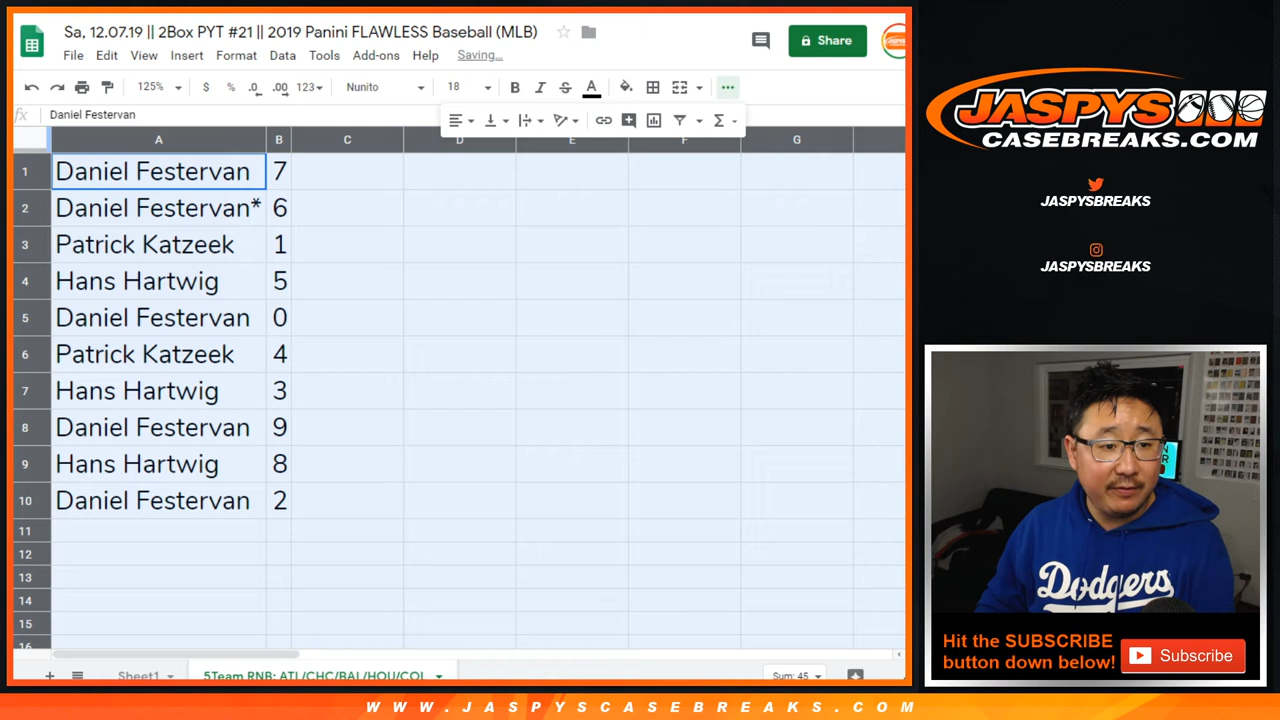 Sa, 12.07.19 || 2Box PYT #21 || 2019 Panini FLAWLESS Baseball (MLB)
File Edit View Insert Format Data Tools Add-ons Help Saving...
Share
125% $ % .0 .00 123 Nunito 18 B I S A
fx Daniel Festervan
A B C D E F G
1 Daniel Festervan 7
2 Daniel Festervan* 6
3 Patrick Katzeek 1
4 Hans Hartwig 5
5 Daniel Festervan 0
6 Patrick Katzeek 4
7 Hans Hartwig 3
8 Daniel Festervan 9
9 Hans Hartwig 8
10 Daniel Festervan 2
11
12
13
14
15
16
Sheet1 5Team RNB: ATL/CHC/BAL/HOU/COL Sum: 45
JASPYS
CASEBREAKS.COM
JASPYSBREAKS
JASPYSBREAKS
Dodgers
Hit the SUBSCRIBE
button down below!
Subscribe
WWW.JASPYSCASEBREAKS.COM